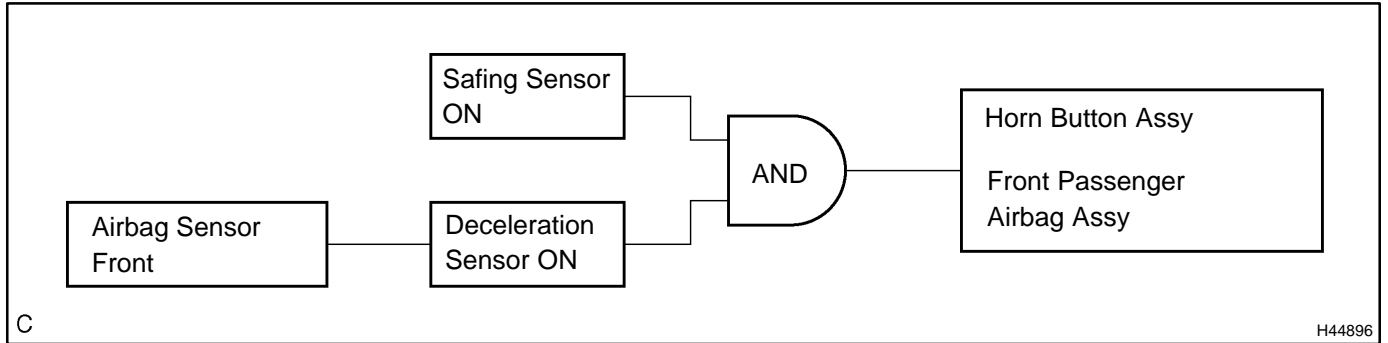 Safing Sensor
ON
Horn Button Assy
AND
Front Passenger
Airbag Assy
Airbag Sensor
Front
Deceleration
Sensor ON
C
H44896